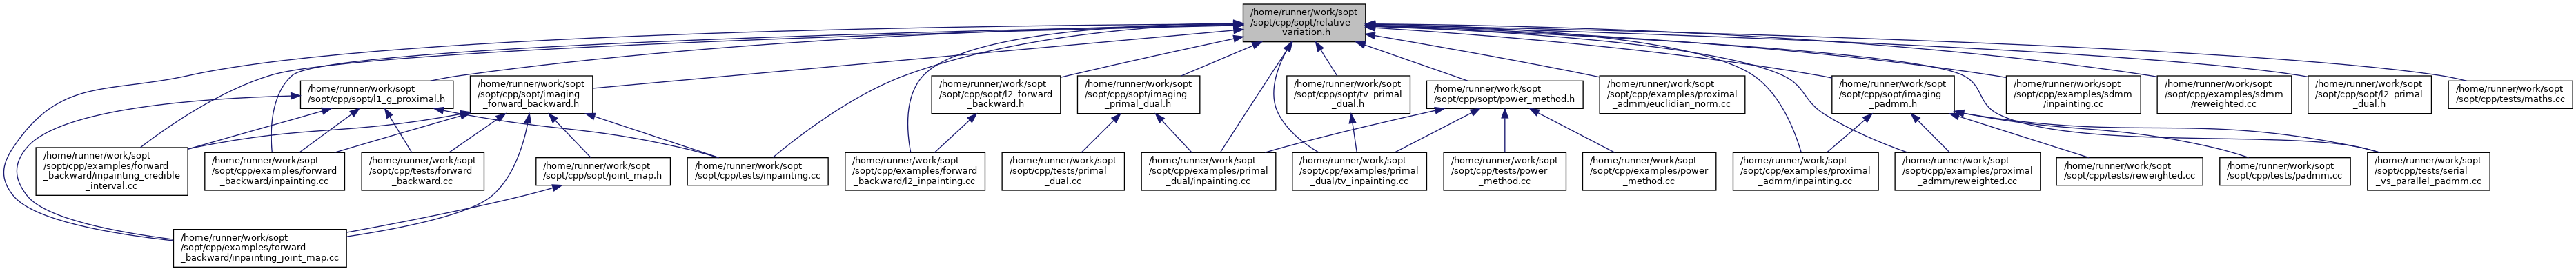 /home/runner/work/sopt
/sopt/cpp/sopt/relative
_variation.h
/home/runner/work/sopt
/sopt/cpp/sopt/l1_g_proximal.h
/home/runner/work/sopt
/sopt/cpp/sopt/imaging
_forward_backward.h
/home/runner/work/sopt
/sopt/cpp/sopt/l2_forward
_backward.h
/home/runner/work/sopt
/sopt/cpp/sopt/imaging
_primal_dual.h
/home/runner/work/sopt
/sopt/cpp/sopt/tv_primal
_dual.h
/home/runner/work/sopt
/sopt/cpp/sopt/power_method.h
/home/runner/work/sopt
/sopt/cpp/examples/proximal
_admm/euclidian_norm.cc
/home/runner/work/sopt
/sopt/cpp/sopt/imaging
_padmm.h
/home/runner/work/sopt
/sopt/cpp/examples/sdmm
/inpainting.cc
/home/runner/work/sopt
/sopt/cpp/examples/sdmm
/reweighted.cc
/home/runner/work/sopt
/sopt/cpp/sopt/l2_primal
_dual.h
/home/runner/work/sopt
/sopt/cpp/tests/maths.cc
/home/runner/work/sopt
/sopt/cpp/examples/forward
_backward/inpainting_credible
_interval.cc
/home/runner/work/sopt
/sopt/cpp/examples/forward
_backward/inpainting.cc
/home/runner/work/sopt
/sopt/cpp/tests/forward
_backward.cc
/home/runner/work/sopt
/sopt/cpp/sopt/joint_map.h
/home/runner/work/sopt
/sopt/cpp/tests/inpainting.cc
/home/runner/work/sopt
/sopt/cpp/examples/forward
_backward/l2_inpainting.cc
/home/runner/work/sopt
/sopt/cpp/tests/primal
_dual.cc
/home/runner/work/sopt
/sopt/cpp/examples/primal
_dual/inpainting.cc
/home/runner/work/sopt
/sopt/cpp/examples/primal
_dual/tv_inpainting.cc
/home/runner/work/sopt
/sopt/cpp/tests/power
_method.cc
/home/runner/work/sopt
/sopt/cpp/examples/power
_method.cc
/home/runner/work/sopt
/sopt/cpp/examples/proximal
_admm/inpainting.cc
/home/runner/work/sopt
/sopt/cpp/examples/proximal
_admm/reweighted.cc
/home/runner/work/sopt
/sopt/cpp/tests/reweighted.cc
/home/runner/work/sopt
/sopt/cpp/tests/padmm.cc
/home/runner/work/sopt
/sopt/cpp/tests/serial
_vs_parallel_padmm.cc
/home/runner/work/sopt
/sopt/cpp/examples/forward
_backward/inpainting_joint_map.cc